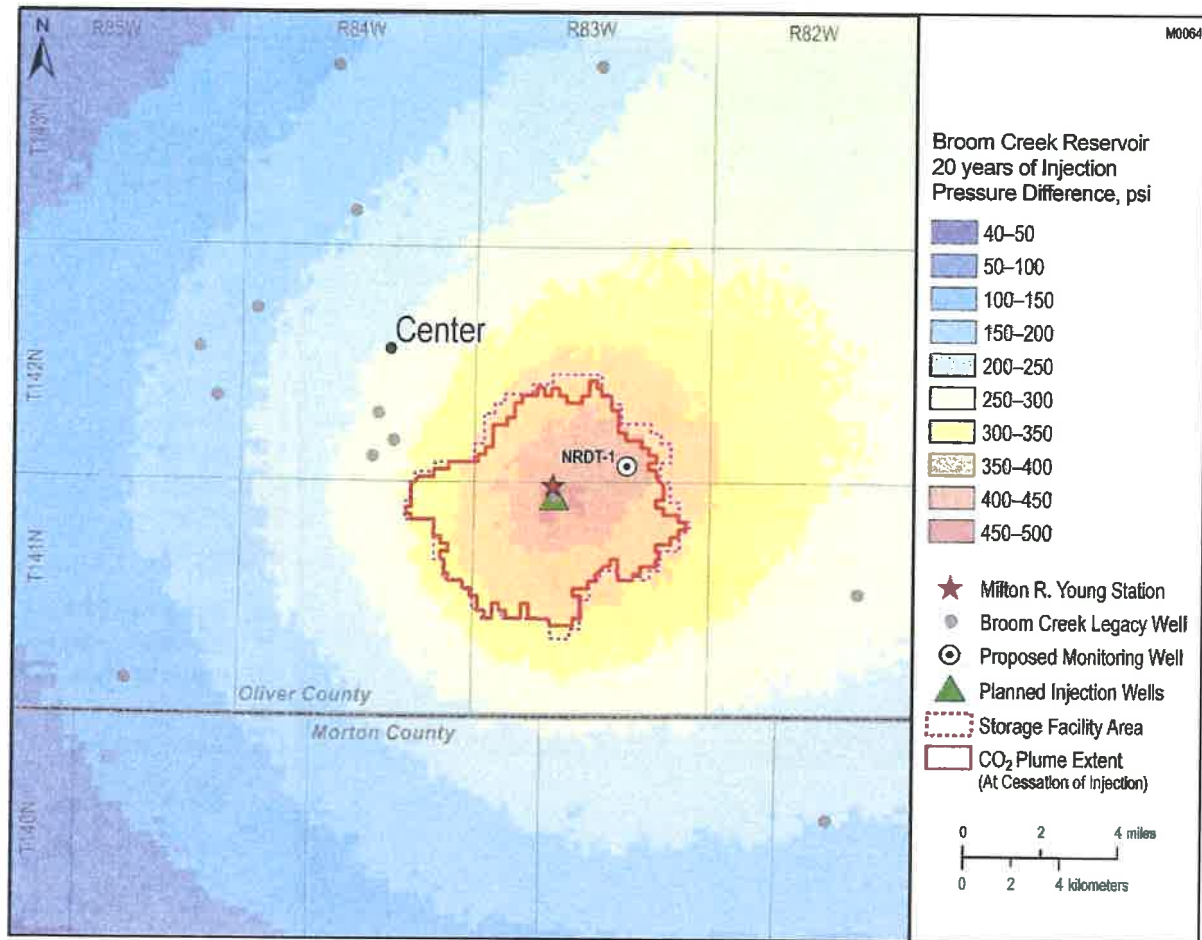 N
R85W
R84W
R83W
R82W
M0064
T143N
T142N
T141N
T140N
Center
NRDT-1
Oliver County
Morton County
Broom Creek Reservoir
20 years of Injection
Pressure Difference, psi
40–50
50–100
100–150
150–200
200–250
250–300
300–350
350–400
400–450
450–500
Milton R. Young Station
Broom Creek Legacy Well
Proposed Monitoring Well
Planned Injection Wells
Storage Facility Area
CO₂ Plume Extent
(At Cessation of Injection)
0 2 4 miles
0 2 4 kilometers